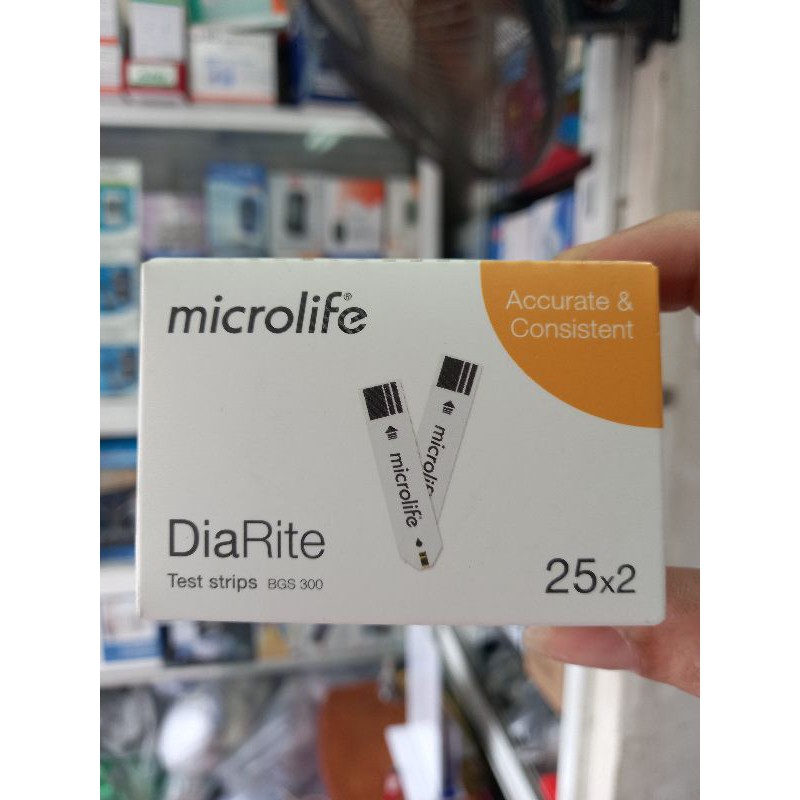 microlife®
Accurate &
Consistent
microlife
microlife
DiaRite
Test strips BGS 300
25x2